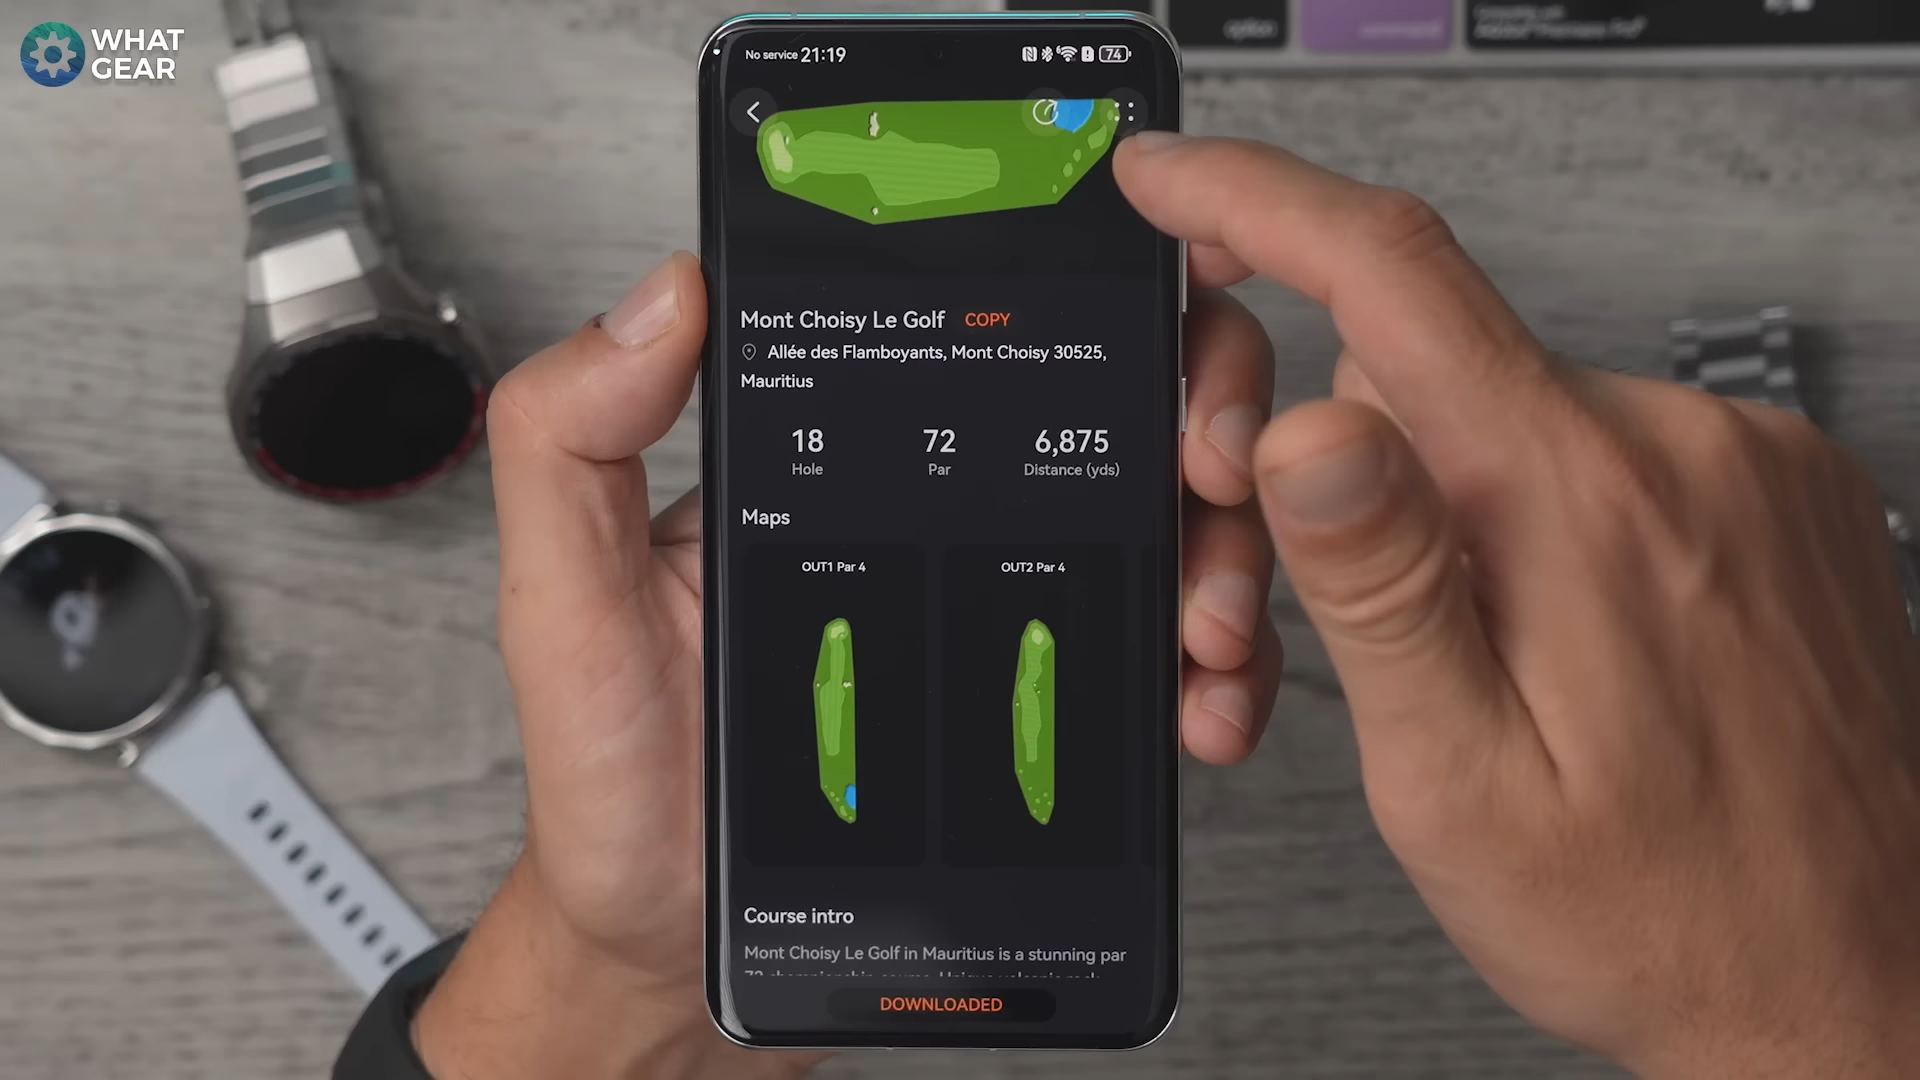 WHAT
GEAR
option
command
No service 21:19
74
Mont Choisy Le Golf COPY
Allée des Flamboyants, Mont Choisy 30525,
Mauritius
18 72 6,875
Hole Par Distance (yds)
Maps
OUT1 Par 4 OUT2 Par 4
Course intro
Mont Choisy Le Golf in Mauritius is a stunning par
DOWNLOADED